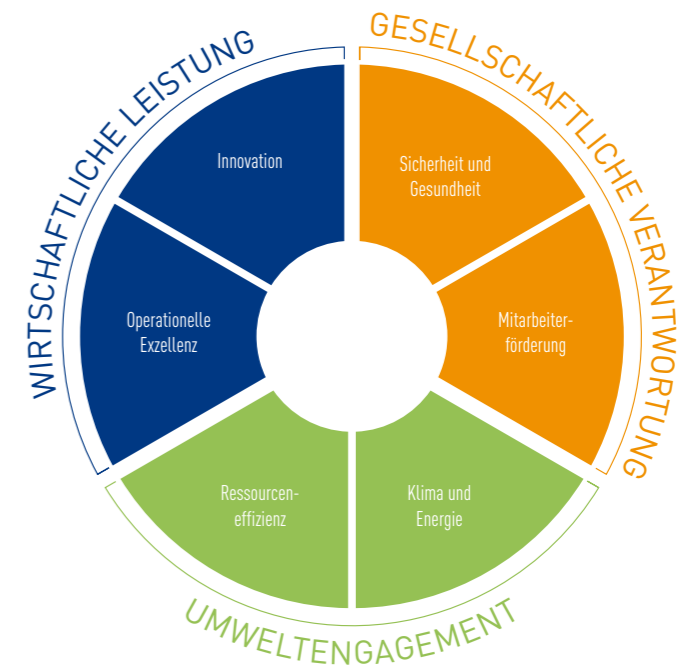 WIRTSCHAFTLICHE LEISTUNG
GESELLSCHAFTLICHE VERANTWORTUNG
Innovation
Sicherheit und
Gesundheit
Operationelle
Exzellenz
Mitarbeiter-
förderung
Ressourcen-
effizienz
Klima und
Energie
UMWELTENGAGEMENT